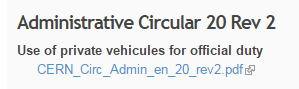 Administrative Circular 20 Rev 2
Use of private vehicules for official duty
CERN_Circ_Admin_en_20_rev2.pdf